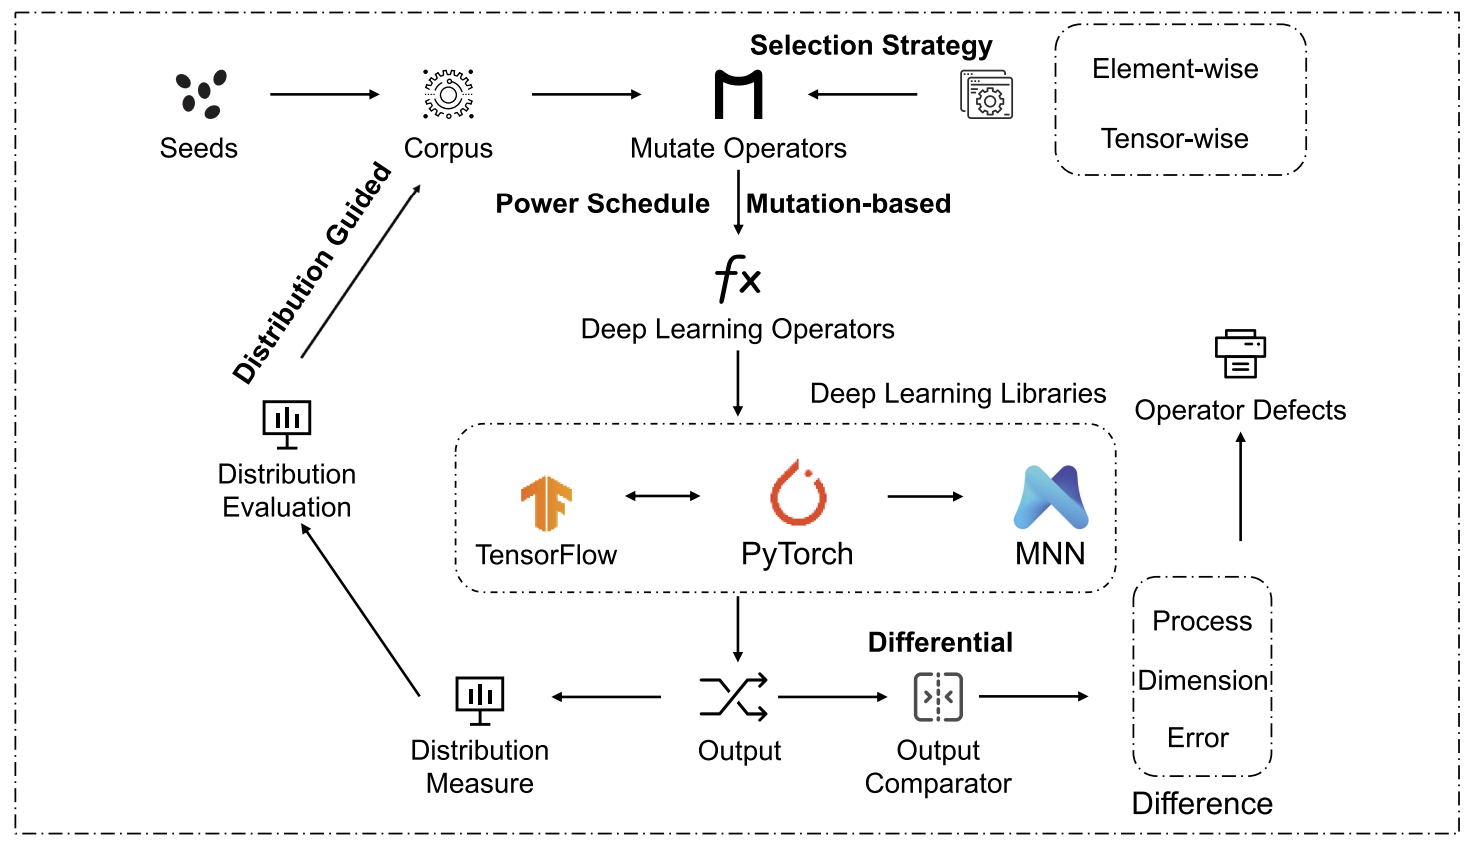 Selection Strategy
Element-wise
Tensor-wise
Seeds
Corpus
Mutate Operators
Distribution Guided
Power Schedule
Mutation-based
fx
Deep Learning Operators
Deep Learning Libraries
Operator Defects
Distribution
Evaluation
TensorFlow
PyTorch
MNN
Differential
Process
Dimension
Error
Distribution
Measure
Output
Output
Comparator
Difference